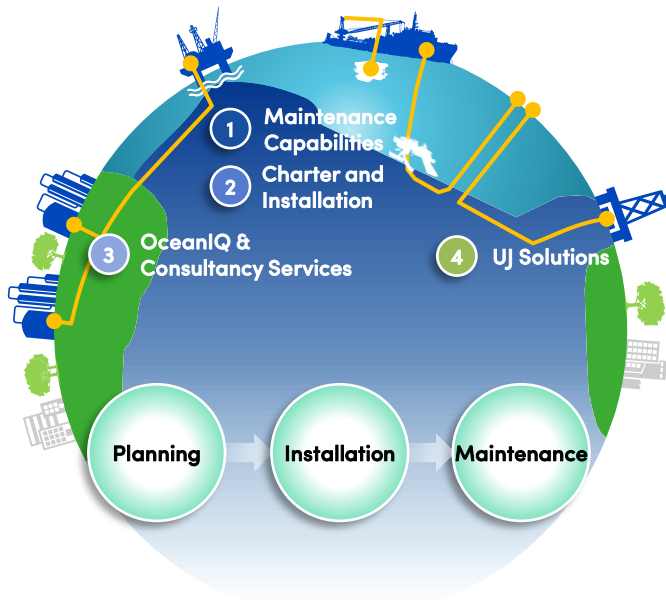 1
Maintenance
Capabilities
2
Charter and
Installation
3
OceanIQ &
Consultancy Services
4
UJ Solutions
Planning
Installation
Maintenance